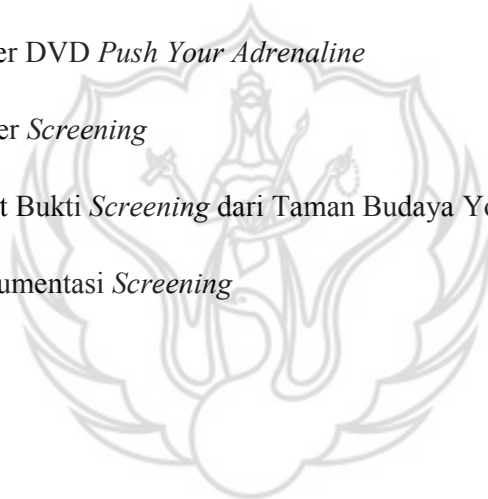 er DVD Push Your Adrenaline
er Screening
t Bukti Screening dari Taman Budaya Yo
umentasi Screening